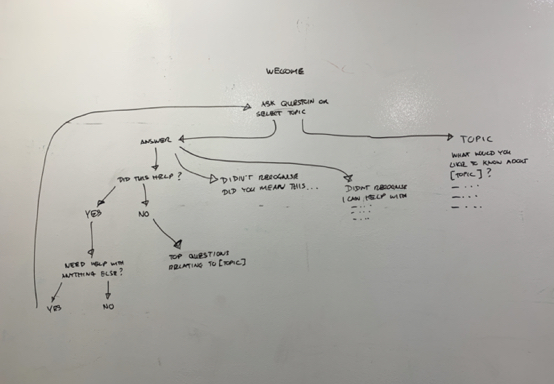 WELCOME
ASK QUESTION OR
SELECT TOPIC
ANSWER
TOPIC
WHAT WOULD YOU
LIKE TO KNOW ABOUT
[TOPIC] ?
DID THIS HELP ?
DIDN'T RECOGNISE
DID YOU MEAN THIS...
DIDN'T RECOGNISE
I CAN HELP WITH
YES
NO
TOP QUESTIONS
RELATING TO [TOPIC]
NEED HELP WITH
ANYTHING ELSE?
YES
NO